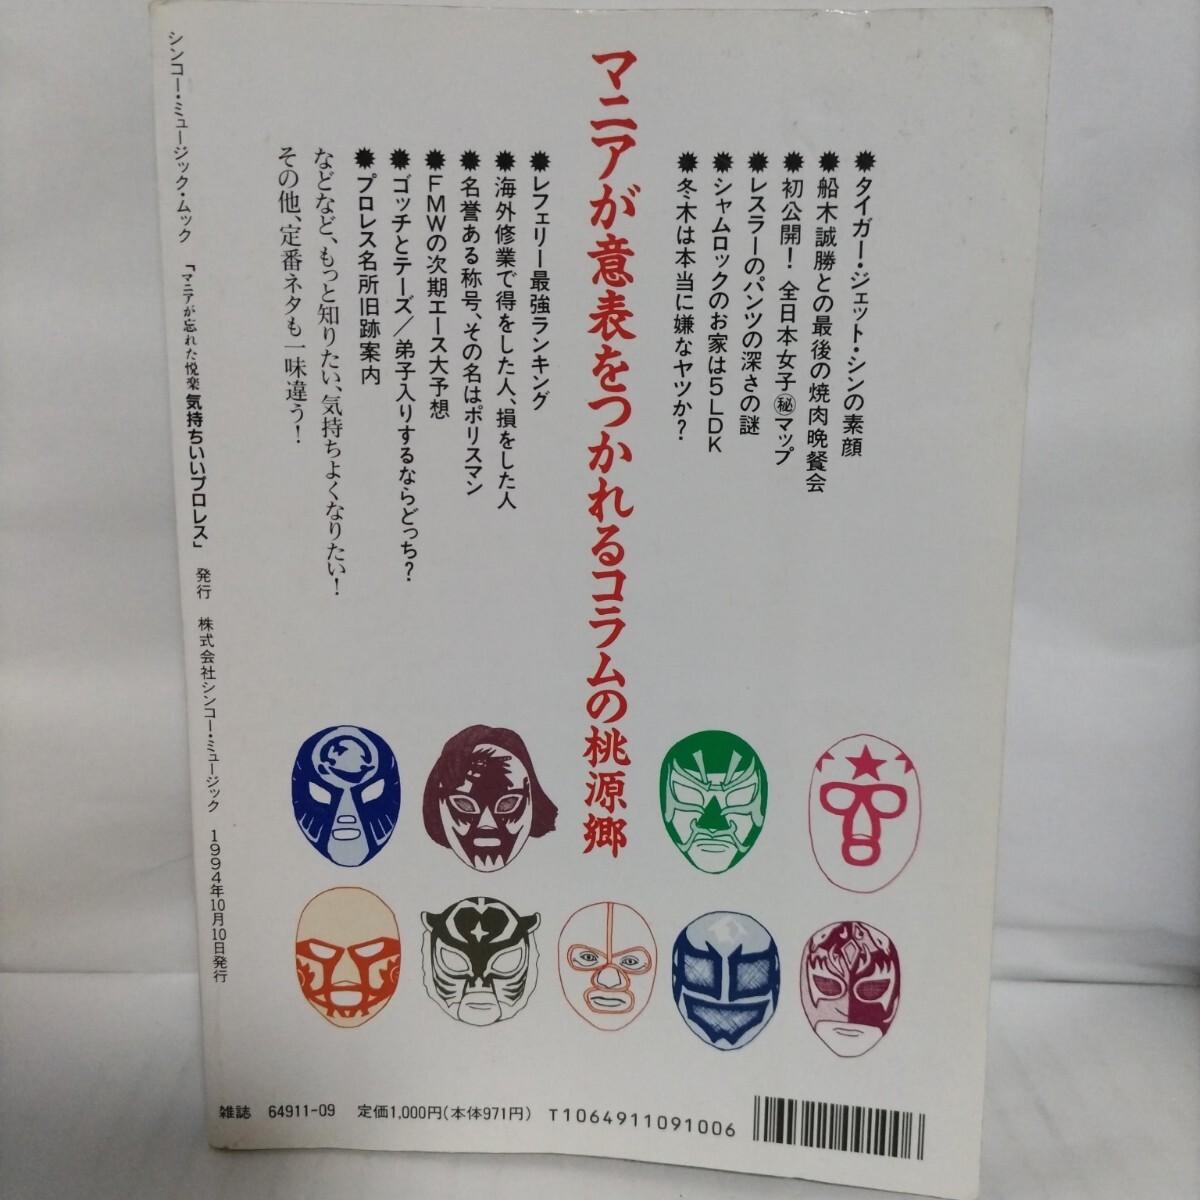 ●タイガー・ジェット・シンの素顔
●船木誠勝との最後の焼肉晩餐会
●初公開！ 全日本女子㊙マップ
●レスラーのパンツの深さの謎
●シャムロックのお家は5LDK
●冬木は本当に嫌なヤツか？
マニアが意表をつかれるコラムの桃源郷
●レフェリー最強ランキング
●海外修業で得をした人、損をした人
●名誉ある称号、その名はポリスマン
●FMWの次期エース大予想
●ゴッチとテーズ／弟子入りするならどっち？
●プロレス名所旧跡案内
などなど、もっと知りたい、気持ちよくなりたい！
その他、定番ネタも一味違う！
シンコー・ミュージック・ムック 「マニアが忘れた悦楽 気持ちいいプロレス」 発行 株式会社シンコー・ミュージック 1994年10月10日発行
雑誌 64911-09 定価1,000円(本体971円) T1064911091006